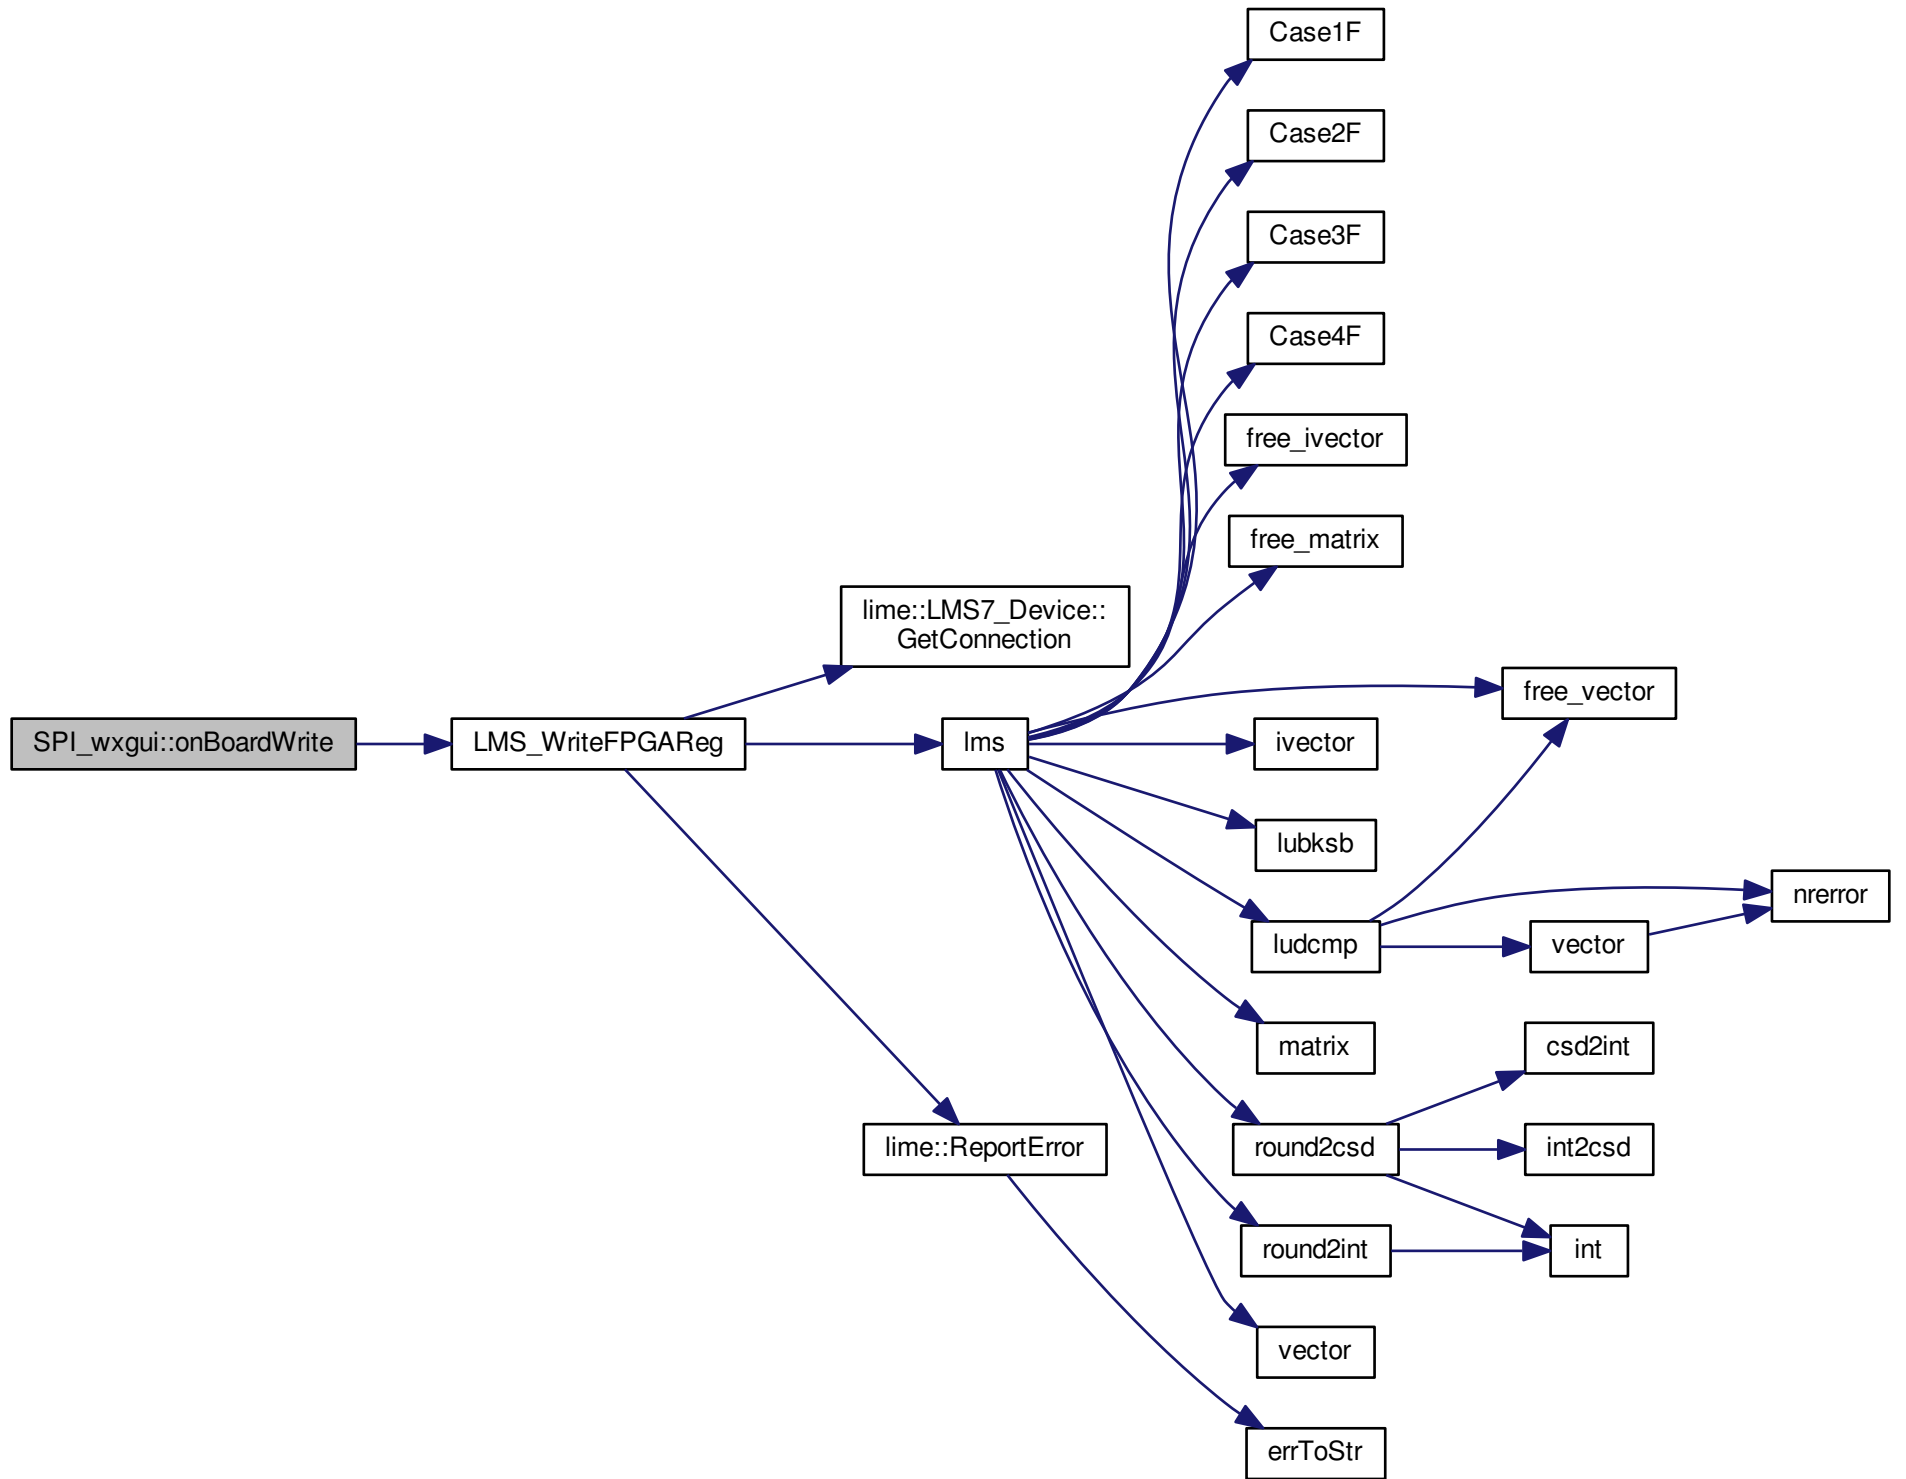 Case1F
Case2F
Case3F
Case4F
free_ivector
free_matrix
lime::LMS7_Device::
GetConnection
free_vector
SPI_wxgui::onBoardWrite
LMS_WriteFPGAReg
lms
ivector
lubksb
nrerror
ludcmp
vector
matrix
csd2int
lime::ReportError
round2csd
int2csd
round2int
int
vector
errToStr